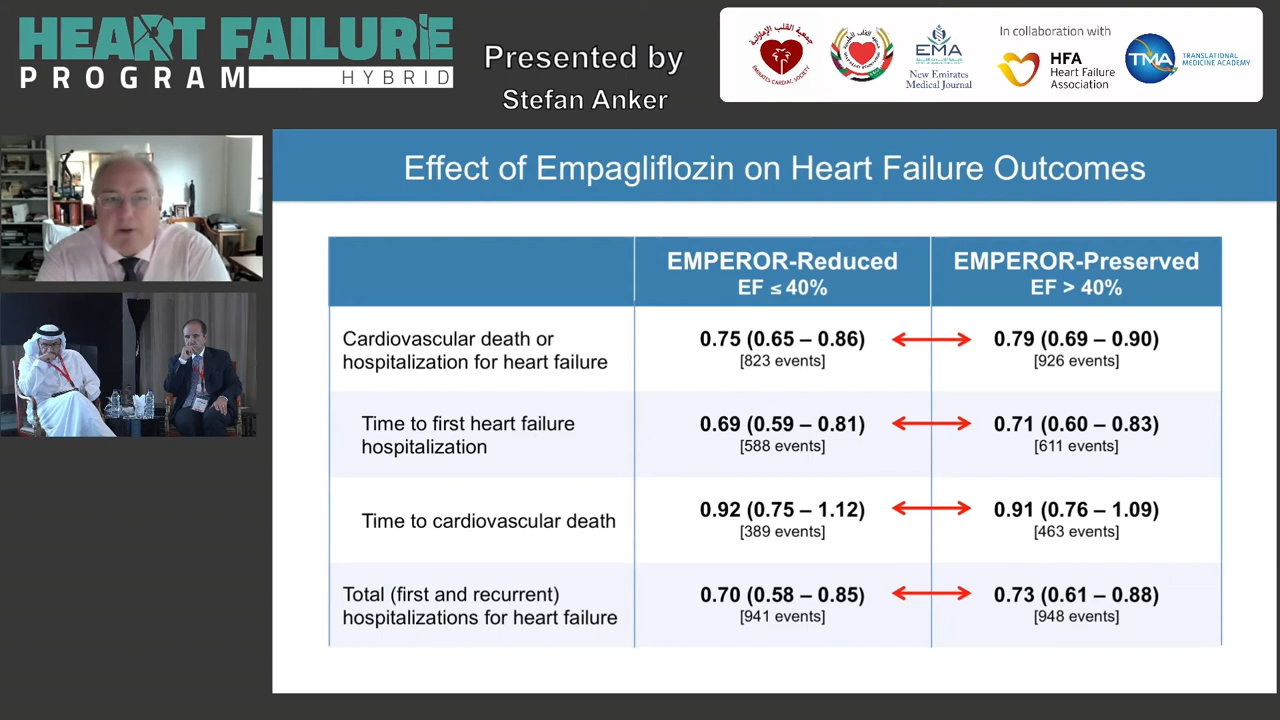 HEART FAILURE
PROGRAM HYBRID
Presented by
Stefan Anker
EMIRATES CARDIAC SOCIETY
EMA
New Emirates
Medical Journal
In collaboration with
HFA
Heart Failure
Association
TMA
TRANSLATIONAL
MEDICINE ACADEMY
Effect of Empagliflozin on Heart Failure Outcomes
EMPEROR-Reduced
EF ≤ 40%
EMPEROR-Preserved
EF > 40%
Cardiovascular death or
hospitalization for heart failure
0.75 (0.65 – 0.86)
[823 events]
0.79 (0.69 – 0.90)
[926 events]
Time to first heart failure
hospitalization
0.69 (0.59 – 0.81)
[588 events]
0.71 (0.60 – 0.83)
[611 events]
Time to cardiovascular death
0.92 (0.75 – 1.12)
[389 events]
0.91 (0.76 – 1.09)
[463 events]
Total (first and recurrent)
hospitalizations for heart failure
0.70 (0.58 – 0.85)
[941 events]
0.73 (0.61 – 0.88)
[948 events]